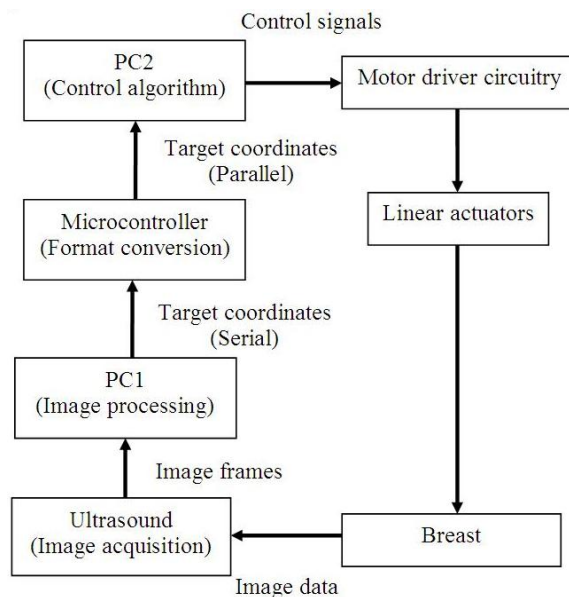 Control signals
PC2
(Control algorithm)
Motor driver circuitry
Target coordinates
(Parallel)
Microcontroller
(Format conversion)
Linear actuators
Target coordinates
(Serial)
PC1
(Image processing)
Image frames
Ultrasound
(Image acquisition)
Breast
Image data